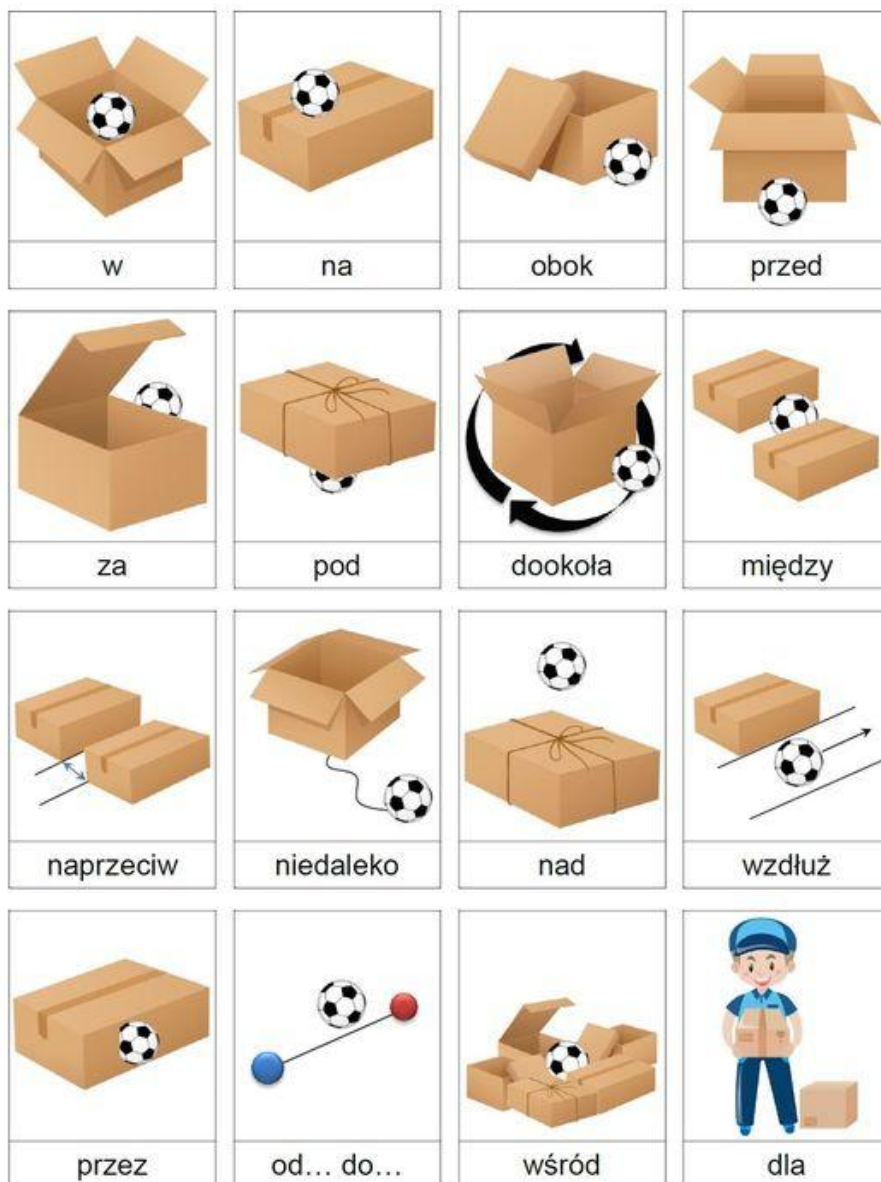 w
na
obok
przed
za
pod
dookoła
między
naprzeciw
niedaleko
nad
wzdłuż
przez
od... do...
wśród
dla